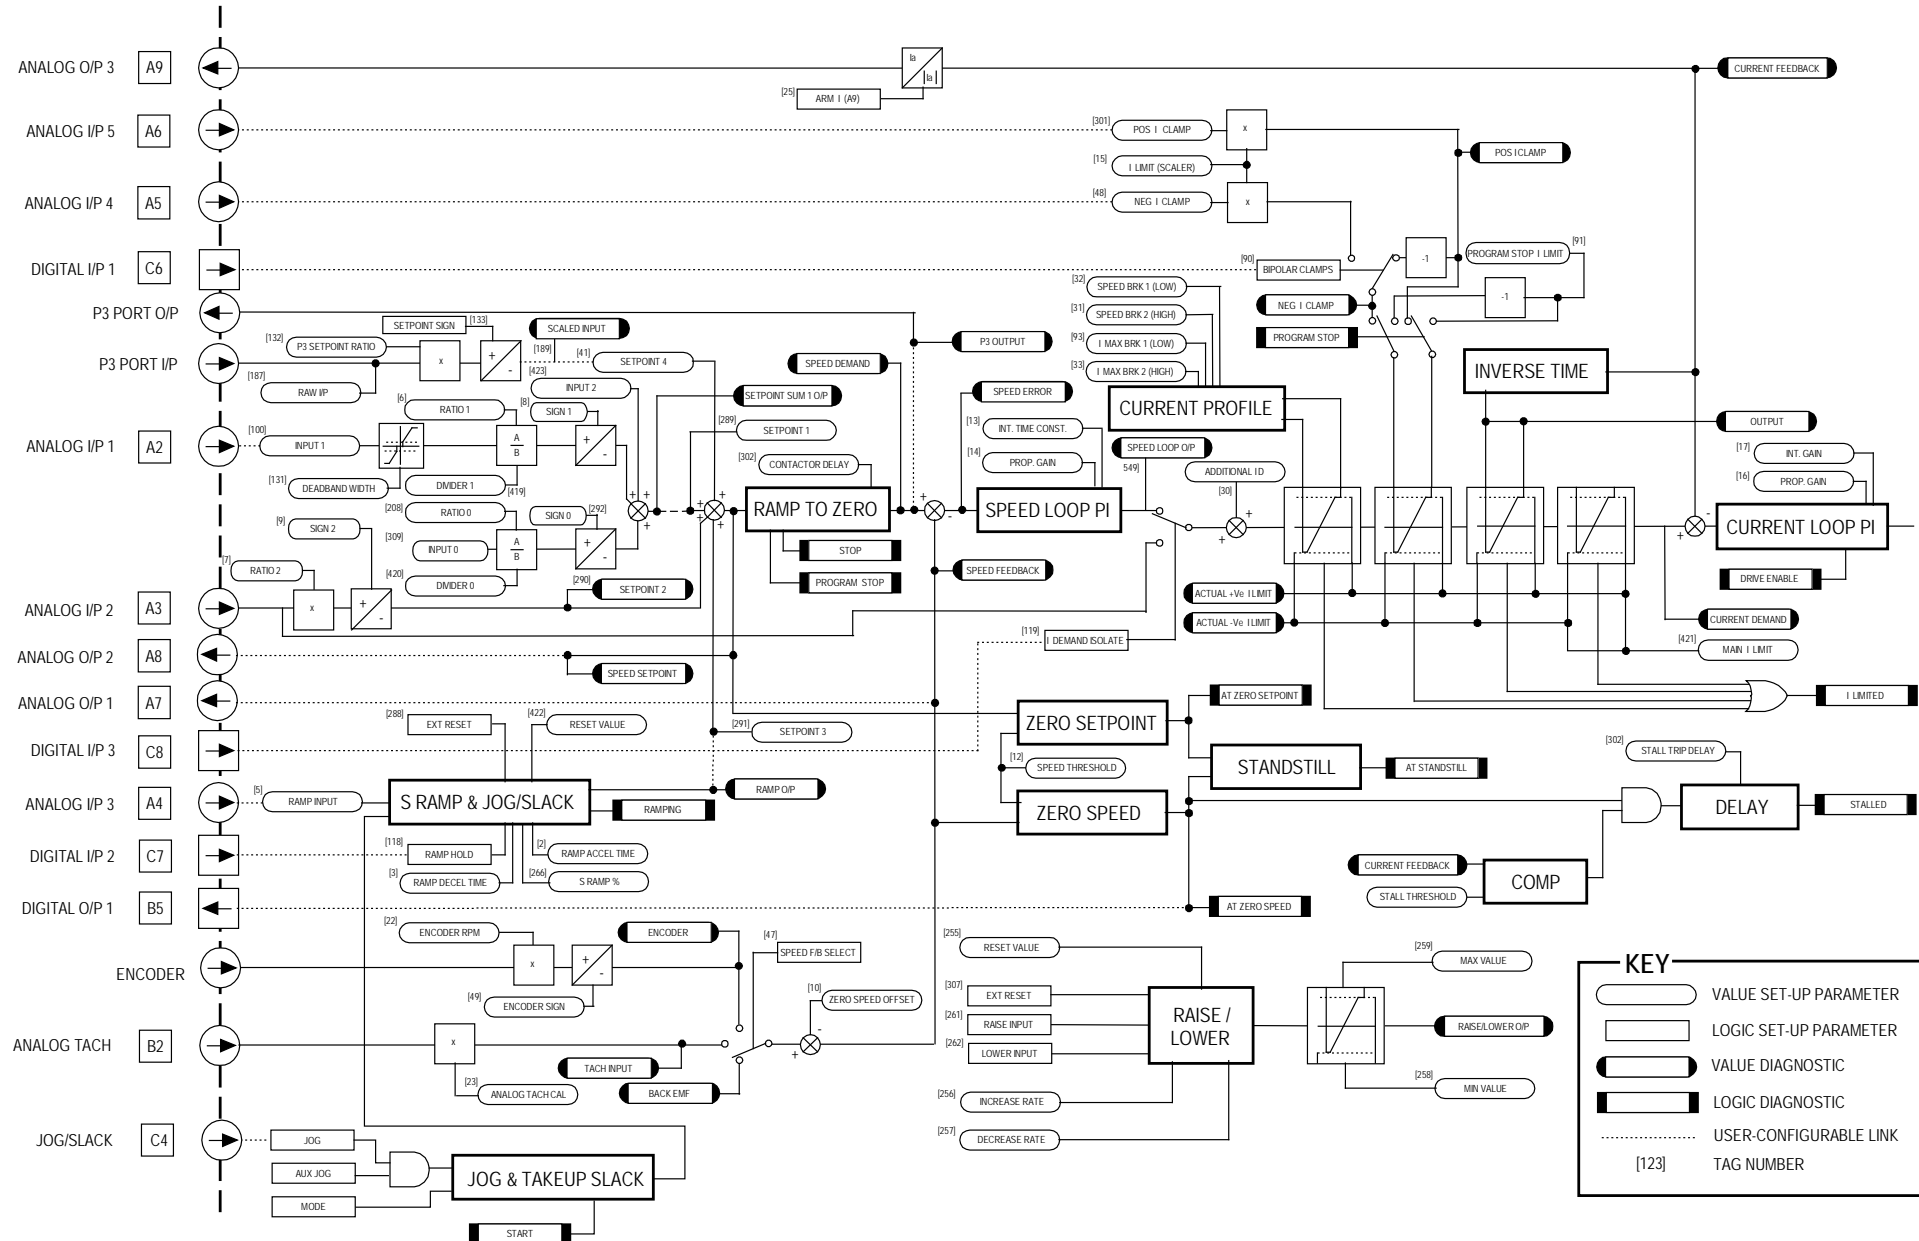 ANALOG O/P 3 A9
Ia
|Ia|
[25] ARM I (A9)
CURRENT FEEDBACK
ANALOG I/P 5 A6
[301] POS I CLAMP
x
POS I CLAMP
[15] I LIMIT (SCALER)
ANALOG I/P 4 A5
[48] NEG I CLAMP
x
DIGITAL I/P 1 C6
[90] BIPOLAR CLAMPS
-1
PROGRAM STOP I LIMIT [91]
-1
NEG I CLAMP
PROGRAM STOP
[32] SPEED BRK 1 (LOW)
[31] SPEED BRK 2 (HIGH)
[93] I MAX BRK 1 (LOW)
[33] I MAX BRK 2 (HIGH)
CURRENT PROFILE
INVERSE TIME
OUTPUT
P3 PORT O/P
P3 OUTPUT
P3 PORT I/P
SETPOINT SIGN [133]
[132] P3 SETPOINT RATIO
x
+
-
SCALED INPUT
[189]
[41] SETPOINT 4
[187] RAW I/P
[423] INPUT 2
SPEED DEMAND
SETPOINT SUM 1 O/P
[289] SETPOINT 1
[6] RATIO 1
[8] SIGN 1
ANALOG I/P 1 A2
[100] INPUT 1
A
B
+
-
[131] DEADBAND WIDTH
DIVIDER 1 [419]
[208] RATIO 0
SIGN 0 [292]
[309] INPUT 0
A
B
+
-
[420] DIVIDER 0
[9] SIGN 2
[7] RATIO 2
+
+
+
+
+
+
+
[302] CONTACTOR DELAY
RAMP TO ZERO
STOP
PROGRAM STOP
+
-
SPEED ERROR
[13] INT. TIME CONST.
[14] PROP. GAIN
SPEED LOOP PI
SPEED LOOP O/P
549]
SPEED FEEDBACK
ADDITIONAL ID
[30]
+
+
[17] INT. GAIN
[16] PROP. GAIN
-
+
CURRENT LOOP PI
DRIVE ENABLE
ANALOG I/P 2 A3
x
+
-
[290] SETPOINT 2
ACTUAL +Ve I LIMIT
ACTUAL -Ve I LIMIT
CURRENT DEMAND
[421] MAIN I LIMIT
[119] I DEMAND ISOLATE
ANALOG O/P 2 A8
SPEED SETPOINT
ANALOG O/P 1 A7
I LIMITED
DIGITAL I/P 3 C8
[288] EXT RESET
[422] RESET VALUE
[291] SETPOINT 3
ZERO SETPOINT
AT ZERO SETPOINT
[12] SPEED THRESHOLD
STANDSTILL
AT STANDSTILL
[302] STALL TRIP DELAY
ANALOG I/P 3 A4
[5] RAMP INPUT
S RAMP & JOG/SLACK
RAMP O/P
RAMPING
ZERO SPEED
DELAY
STALLED
DIGITAL I/P 2 C7
[118] RAMP HOLD
[2] RAMP ACCEL TIME
[3] RAMP DECEL TIME
[266] S RAMP %
CURRENT FEEDBACK
STALL THRESHOLD
COMP
DIGITAL O/P 1 B5
AT ZERO SPEED
[22] ENCODER RPM
ENCODER
[47] SPEED F/B SELECT
ENCODER
x
+
-
[49] ENCODER SIGN
[10] ZERO SPEED OFFSET
ANALOG TACH B2
x
-
+
TACH INPUT
[23] ANALOG TACH CAL
BACK EMF
[255] RESET VALUE
[307] EXT RESET
[261] RAISE INPUT
[262] LOWER INPUT
RAISE /
LOWER
[256] INCREASE RATE
[257] DECREASE RATE
[259] MAX VALUE
RAISE/LOWER O/P
[258] MIN VALUE
JOG/SLACK C4
JOG
AUX JOG
MODE
JOG & TAKEUP SLACK
START
KEY
VALUE SET-UP PARAMETER
LOGIC SET-UP PARAMETER
VALUE DIAGNOSTIC
LOGIC DIAGNOSTIC
USER-CONFIGURABLE LINK
[123] TAG NUMBER